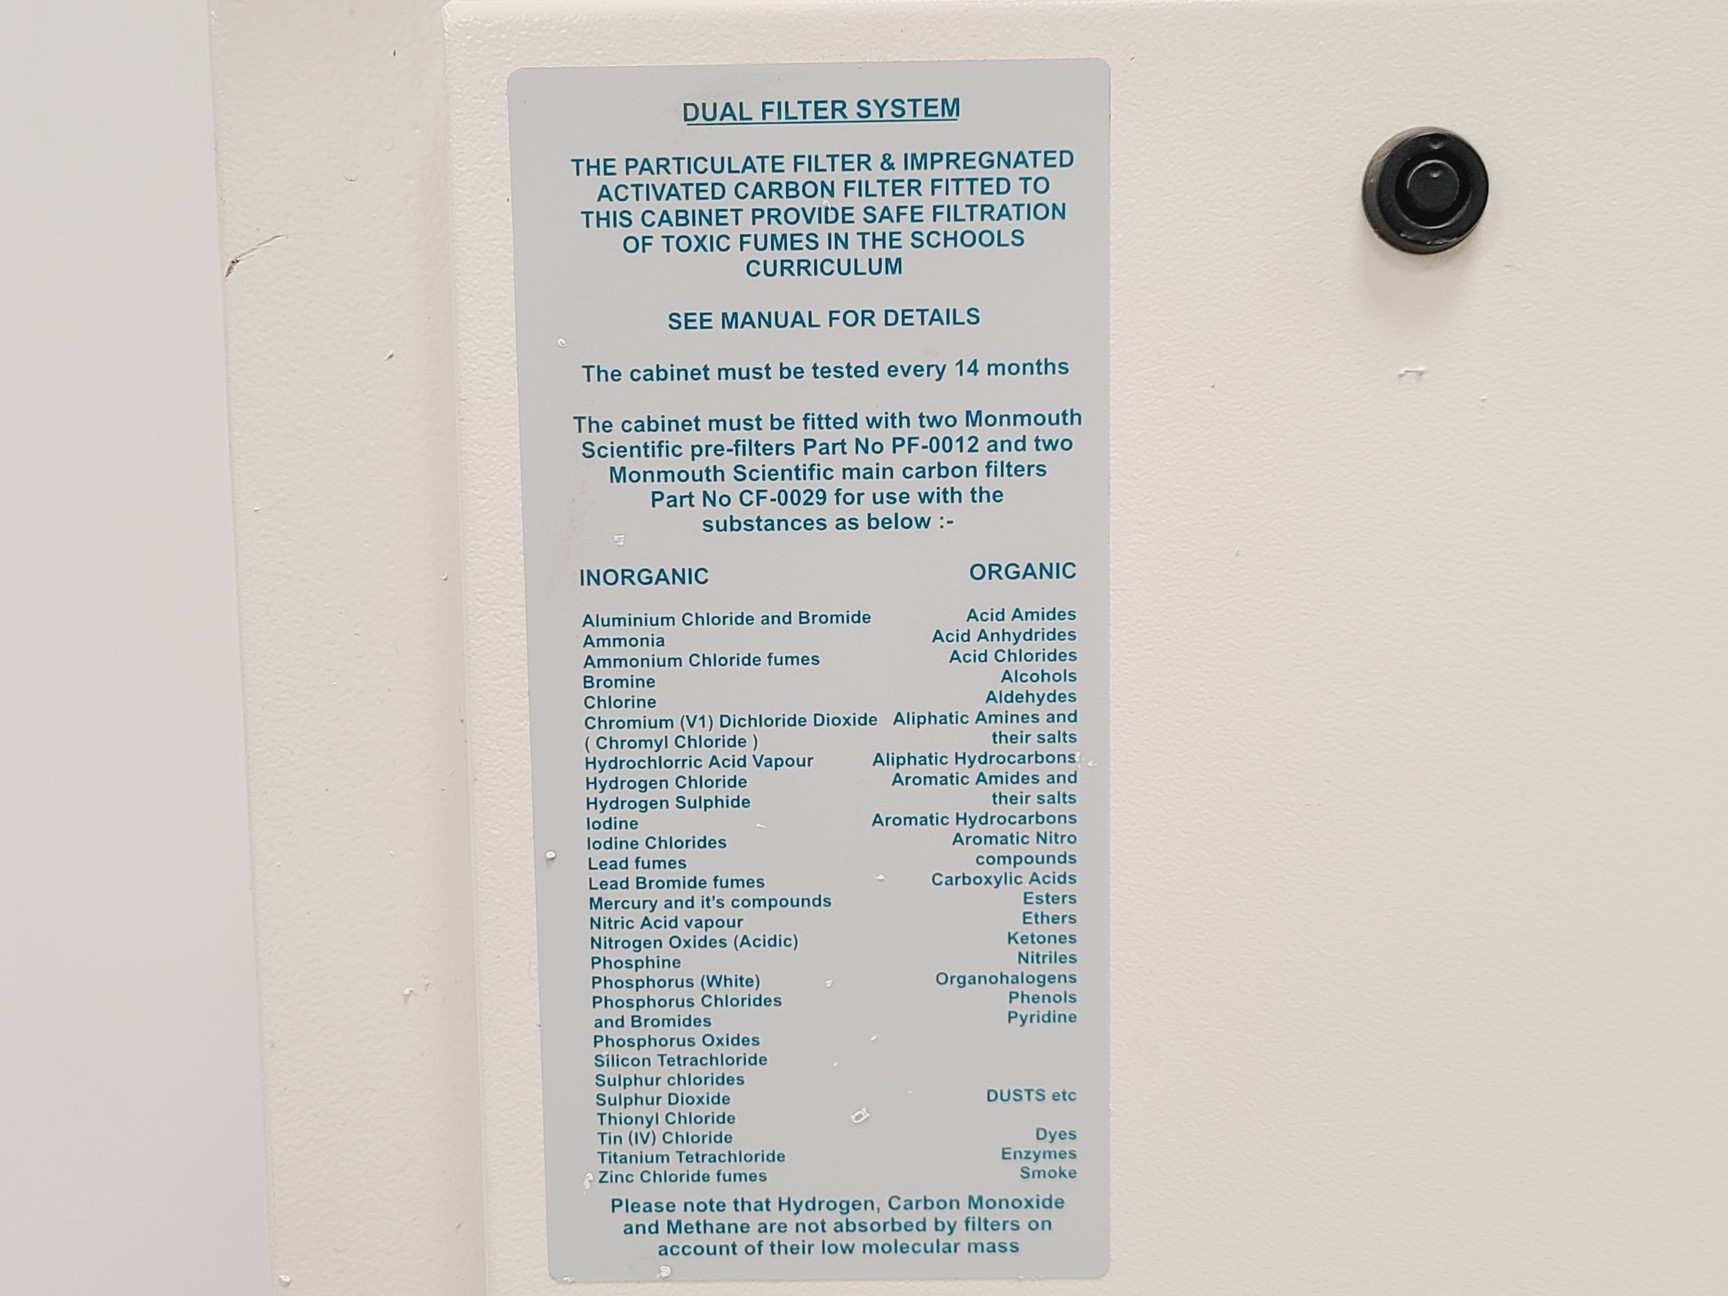 DUAL FILTER SYSTEM
THE PARTICULATE FILTER & IMPREGNATED
ACTIVATED CARBON FILTER FITTED TO
THIS CABINET PROVIDE SAFE FILTRATION
OF TOXIC FUMES IN THE SCHOOLS
CURRICULUM
SEE MANUAL FOR DETAILS
The cabinet must be tested every 14 months
The cabinet must be fitted with two Monmouth
Scientific pre-filters Part No PF-0012 and two
Monmouth Scientific main carbon filters
Part No CF-0029 for use with the
substances as below :-
INORGANIC
Aluminium Chloride and Bromide
Ammonia
Ammonium Chloride fumes
Bromine
Chlorine
Chromium (V1) Dichloride Dioxide
( Chromyl Chloride )
Hydrochlorric Acid Vapour
Hydrogen Chloride
Hydrogen Sulphide
Iodine
Iodine Chlorides
Lead fumes
Lead Bromide fumes
Mercury and it's compounds
Nitric Acid vapour
Nitrogen Oxides (Acidic)
Phosphine
Phosphorus (White)
Phosphorus Chlorides
and Bromides
Phosphorus Oxides
Silicon Tetrachloride
Sulphur chlorides
Sulphur Dioxide
Thionyl Chloride
Tin (IV) Chloride
Titanium Tetrachloride
Zinc Chloride fumes
ORGANIC
Acid Amides
Acid Anhydrides
Acid Chlorides
Alcohols
Aldehydes
Aliphatic Amines and
their salts
Aliphatic Hydrocarbons
Aromatic Amides and
their salts
Aromatic Hydrocarbons
Aromatic Nitro
compounds
Carboxylic Acids
Esters
Ethers
Ketones
Nitriles
Organohalogens
Phenols
Pyridine
DUSTS etc
Dyes
Enzymes
Smoke
Please note that Hydrogen, Carbon Monoxide
and Methane are not absorbed by filters on
account of their low molecular mass